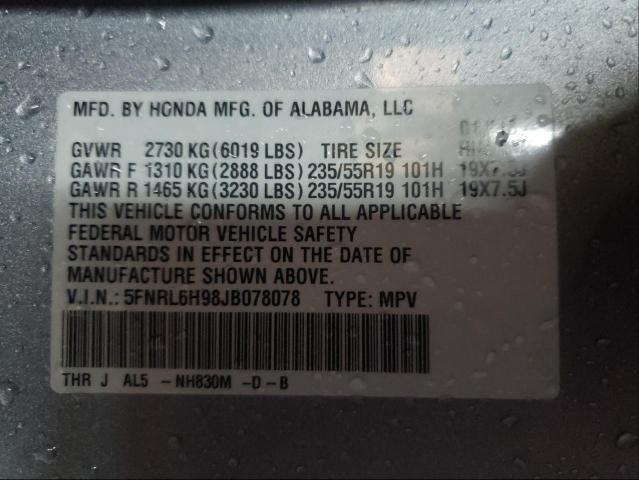 MFD. BY HONDA MFG. OF ALABAMA, LLC
GVWR 2730 KG(6019 LBS) TIRE SIZE
GAWR F 1310 KG(2888 LBS) 235/55R19 101H 19X7.5J
GAWR R 1465 KG(3230 LBS) 235/55R19 101H 19X7.5J
THIS VEHICLE CONFORMS TO ALL APPLICABLE
FEDERAL MOTOR VEHICLE SAFETY
STANDARDS IN EFFECT ON THE DATE OF
MANUFACTURE SHOWN ABOVE.
V.I.N.: 5FNRL6H98JB078078 TYPE: MPV
THR J AL5 -NH830M -D-B